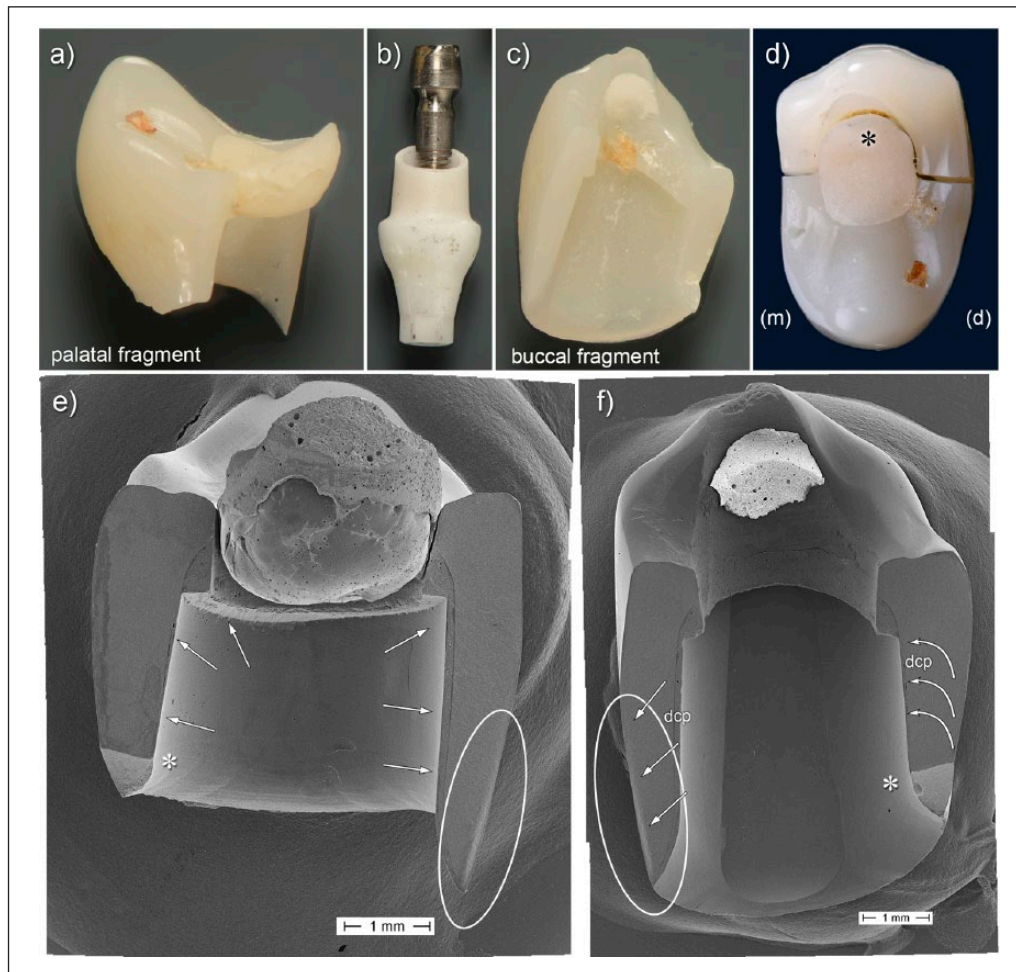 a)
palatal fragment
b)
c)
buccal fragment
d)
*
(m)
(d)
e)
*
1 mm
f)
dcp
dcp
*
1 mm